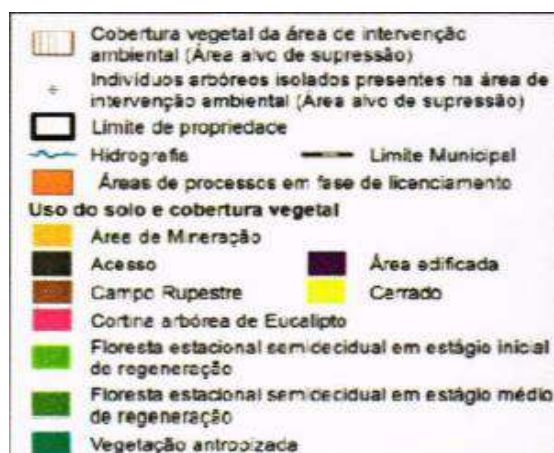 Cobertura vegetal da área de intervenção
ambiental (Área alvo de supressão)
Indivíduos arbóreos isolados presentes na área de
intervenção ambiental (Área alvo de supressão)
Limite de propriedade
Hidrografia Limite Municipal
Áreas de processos em fase de licenciamento
Uso do solo e cobertura vegetal
Área de Mineração
Acesso Área edificada
Campo Rupestre Cerrado
Cortina arbórea de Eucalipto
Floresta estacional semidecidual em estágio inicial
de regeneração
Floresta estacional semidecidual em estágio médio
de regeneração
Vegetação antropizada